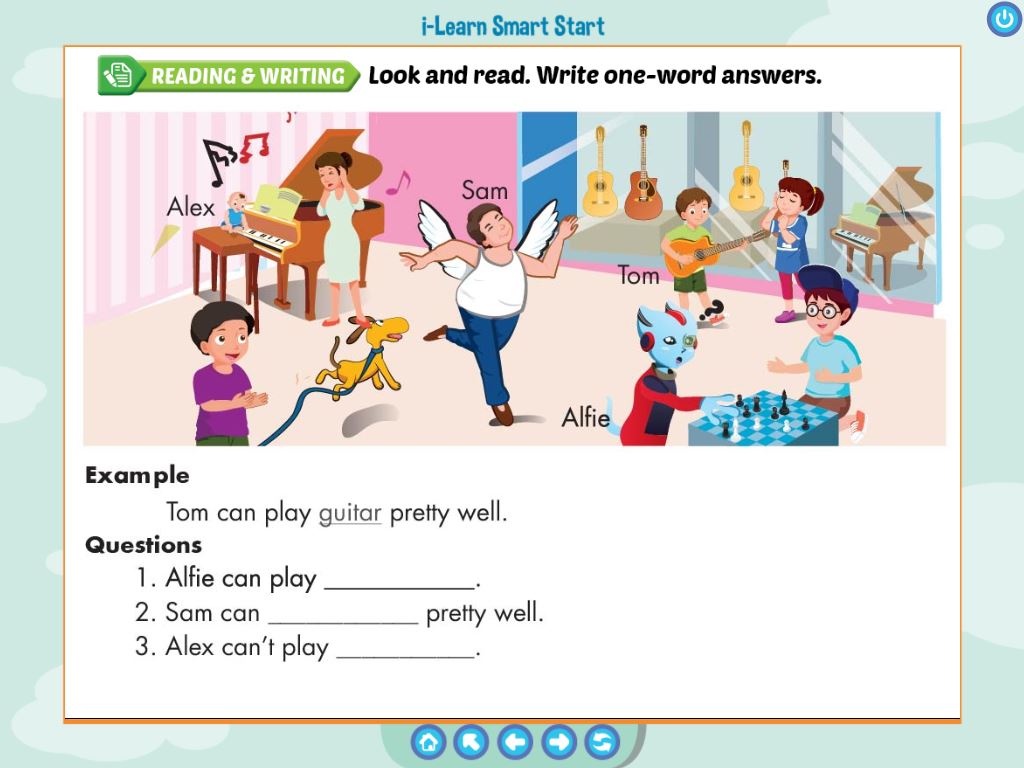 i-Learn Smart Start
READING & WRITING Look and read. Write one-word answers.
Alex
Sam
Tom
Alfie
Example
Tom can play guitar pretty well.
Questions
1. Alfie can play ____________.
2. Sam can ____________ pretty well.
3. Alex can't play ___________.